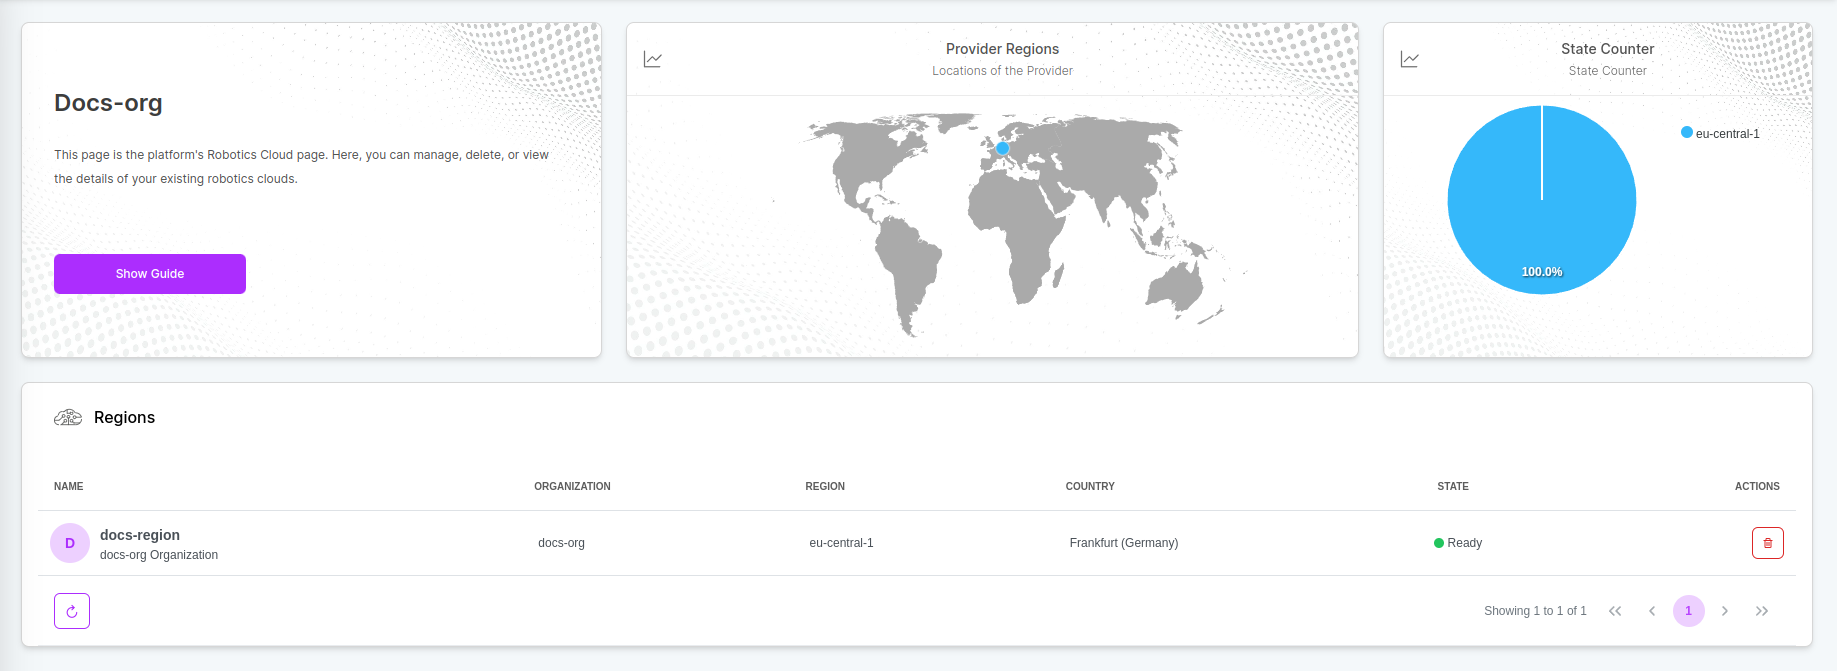 Docs-org
This page is the platform's Robotics Cloud page. Here, you can manage, delete, or view
the details of your existing robotics clouds.
Show Guide
Provider Regions
Locations of the Provider
State Counter
State Counter
eu-central-1
100.0%
Regions
NAME ORGANIZATION REGION COUNTRY STATE ACTIONS
D docs-region
docs-org Organization
docs-org eu-central-1 Frankfurt (Germany) Ready
Showing 1 to 1 of 1 1